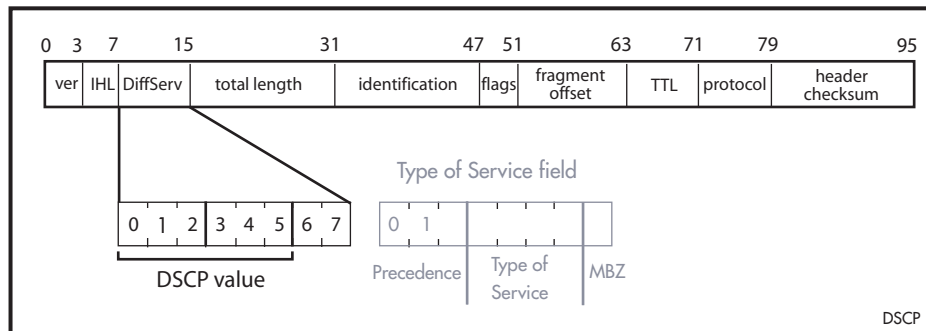 0 3 7 15 31 47 51 63 71 79 95
ver IHL DiffServ total length identification flags fragment offset TTL protocol header checksum
Type of Service field
0 1 2 3 4 5 6 7 0 1
DSCP value
Precedence Type of Service MBZ
DSCP